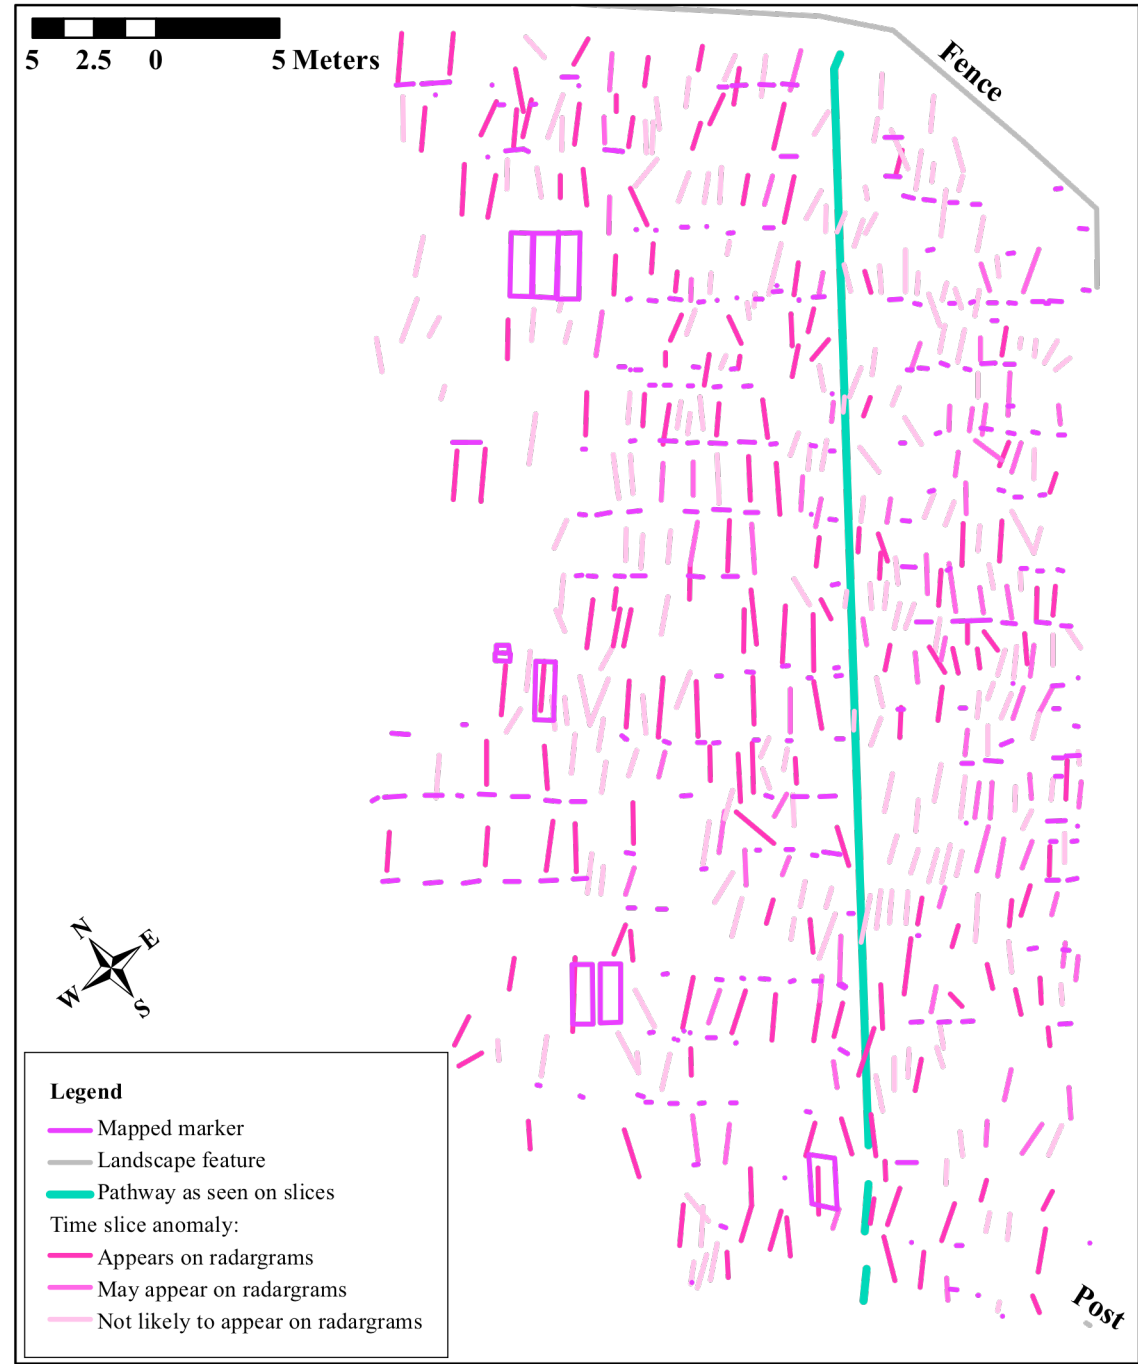 5 2.5 0 5 Meters
Fence
N
E
W
S
Legend
Mapped marker
Landscape feature
Pathway as seen on slices
Time slice anomaly:
Appears on radargrams
May appear on radargrams
Not likely to appear on radargrams
Post